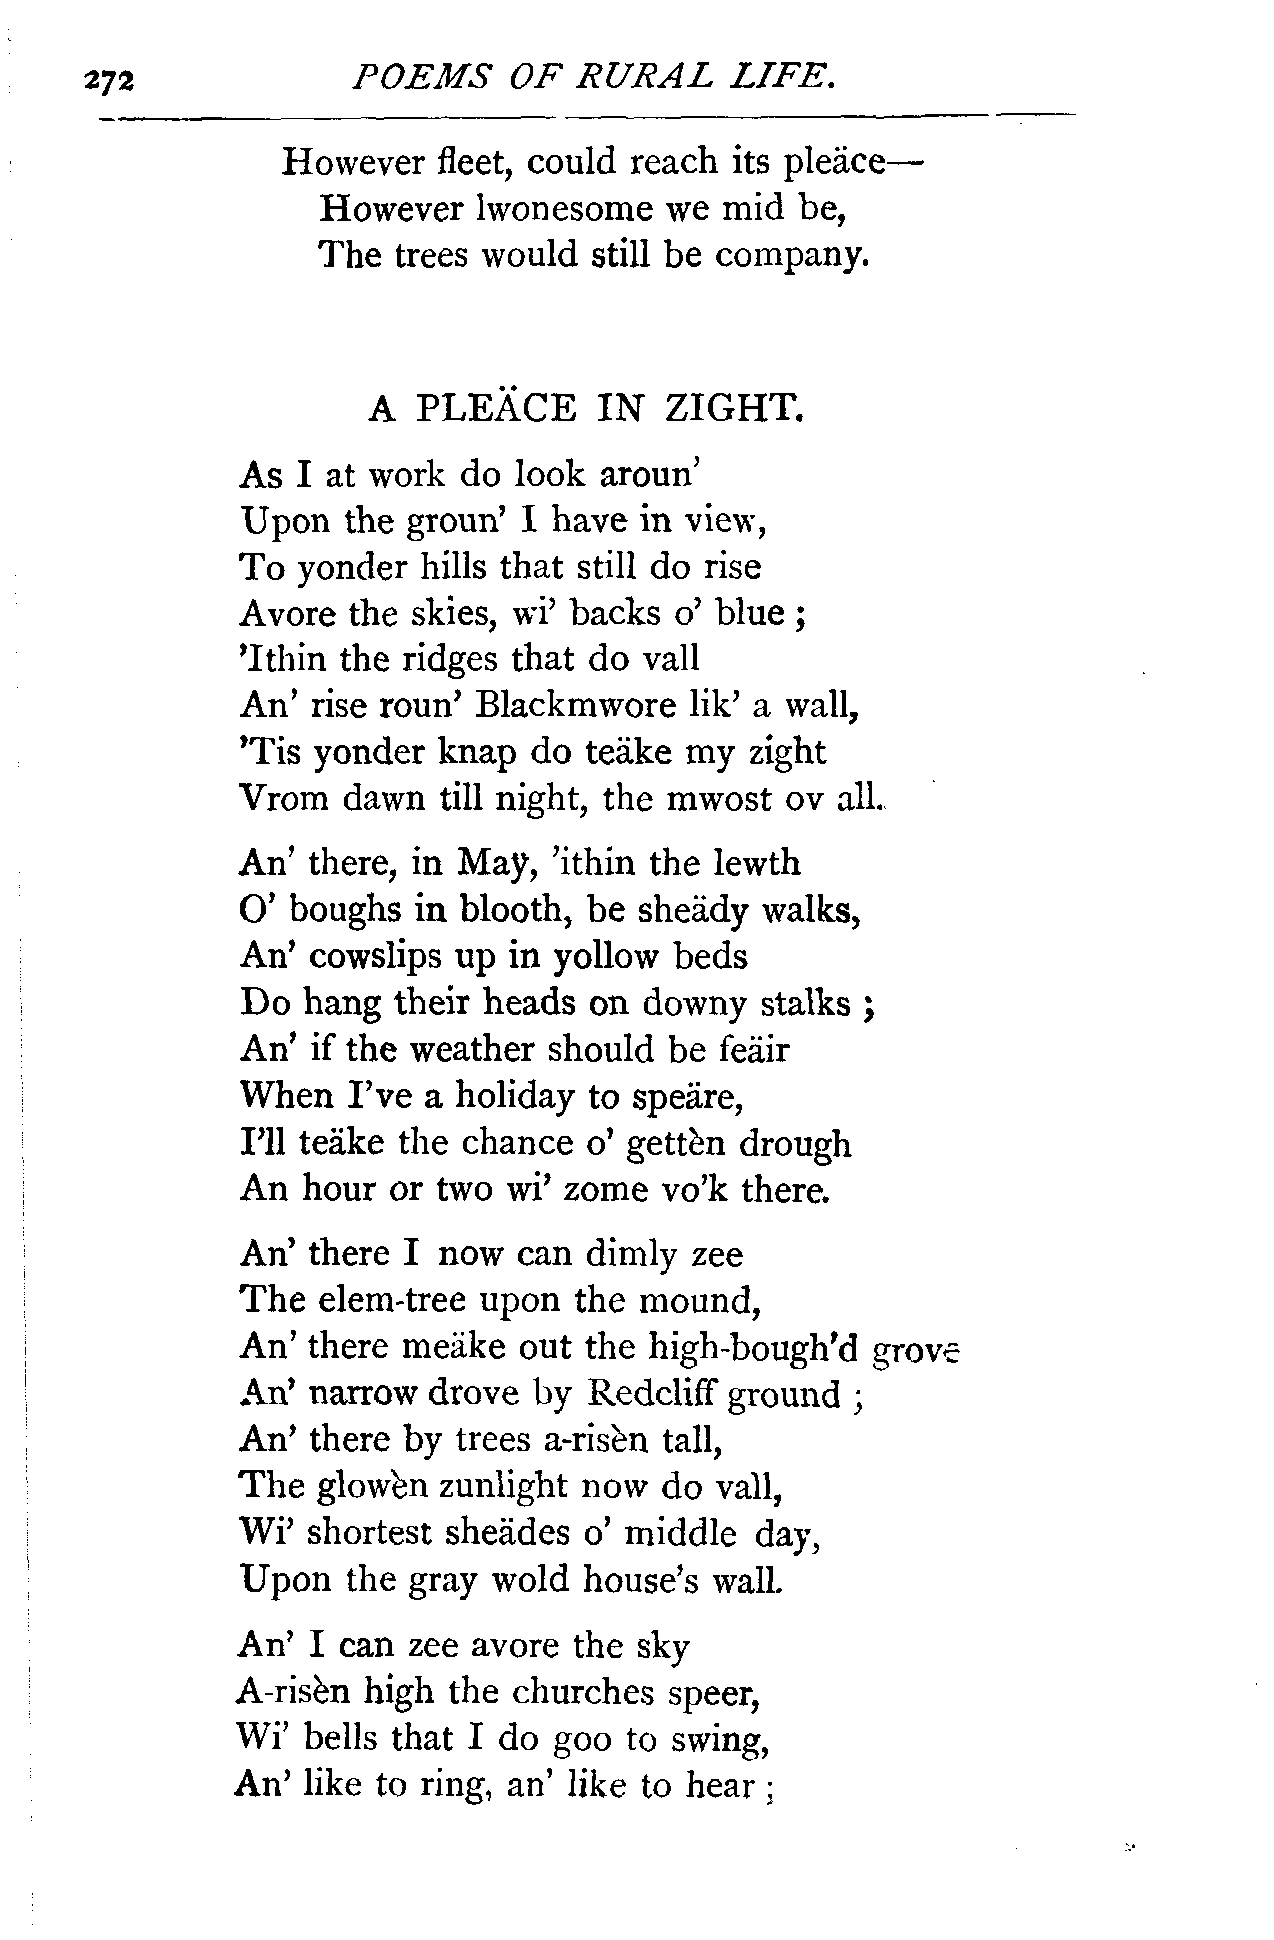 272 POEMS OF RURAL LIFE.
However fleet, could reach its pleäce—
However lwonesome we mid be,
The trees would still be company.
A PLEÄCE IN ZIGHT.
As I at work do look aroun’
Upon the groun’ I have in view,
To yonder hills that still do rise
Avore the skies, wi’ backs o’ blue ;
’Ithin the ridges that do vall
An’ rise roun’ Blackmwore lik’ a wall,
’Tis yonder knap do teäke my zight
Vrom dawn till night, the mwost ov all.
An’ there, in May, ’ithin the lewth
O’ boughs in blooth, be sheädy walks,
An’ cowslips up in yollow beds
Do hang their heads on downy stalks ;
An’ if the weather should be feäir
When I’ve a holiday to speäre,
I’ll teäke the chance o’ gettèn drough
An hour or two wi’ zome vo’k there.
An’ there I now can dimly zee
The elem-tree upon the mound,
An’ there meäke out the high-bough’d grove
An’ narrow drove by Redcliff ground ;
An’ there by trees a-risèn tall,
The glowèn zunlight now do vall,
Wi’ shortest sheädes o’ middle day,
Upon the gray wold house’s wall.
An’ I can zee avore the sky
A-risèn high the churches speer,
Wi’ bells that I do goo to swing,
An’ like to ring, an’ like to hear ;